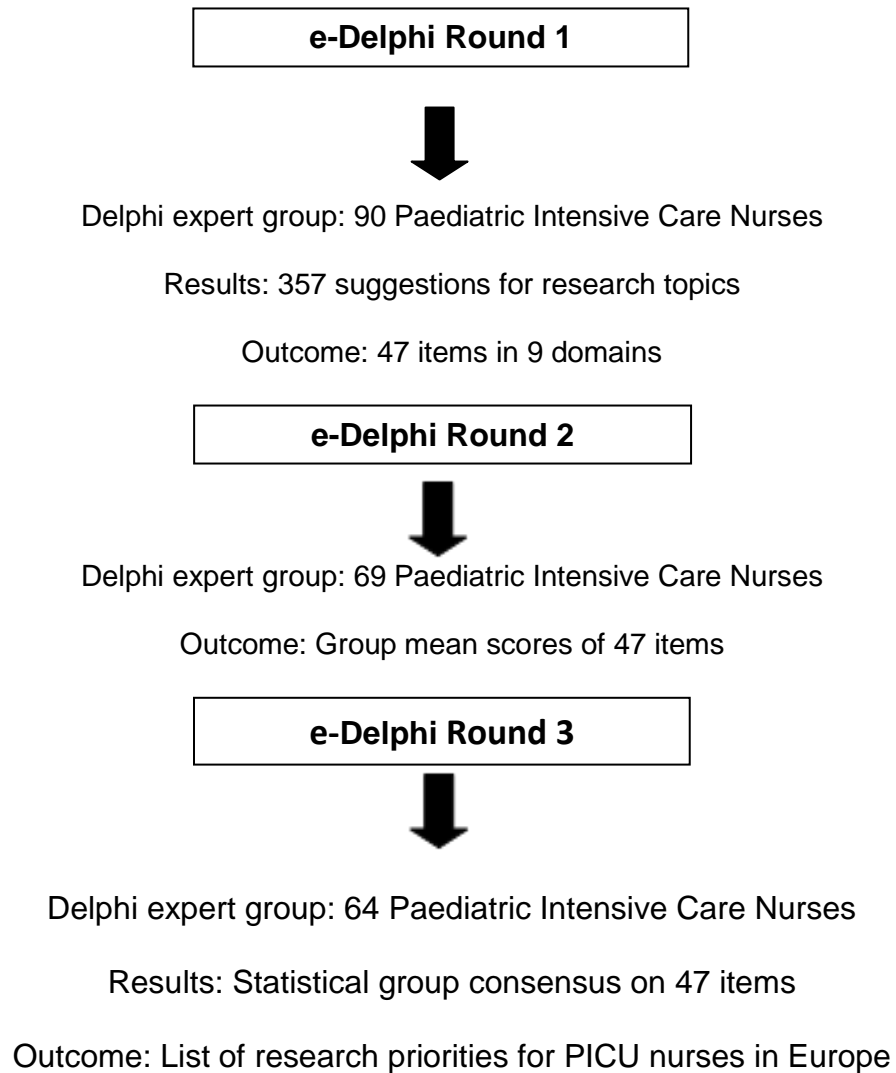 e-Delphi Round 1
Delphi expert group: 90 Paediatric Intensive Care Nurses
Results: 357 suggestions for research topics
Outcome: 47 items in 9 domains
e-Delphi Round 2
Delphi expert group: 69 Paediatric Intensive Care Nurses
Outcome: Group mean scores of 47 items
e-Delphi Round 3
Delphi expert group: 64 Paediatric Intensive Care Nurses
Results: Statistical group consensus on 47 items
Outcome: List of research priorities for PICU nurses in Europe